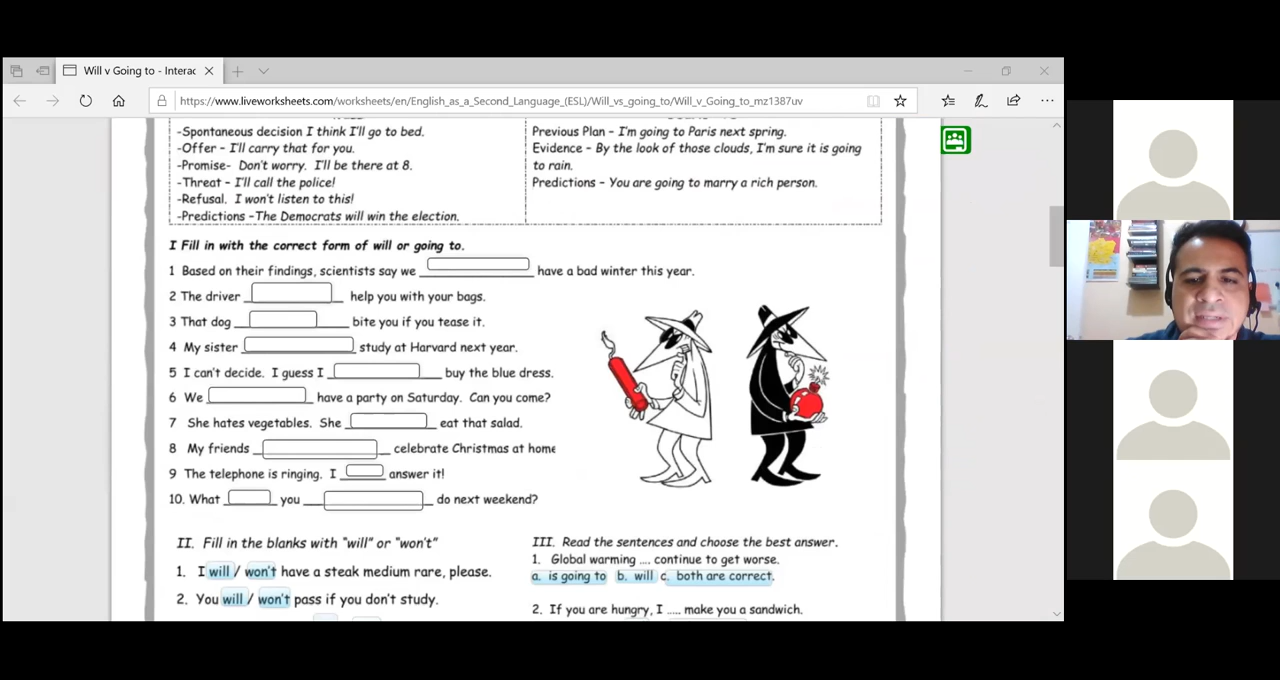 Will v Going to - Interac
https://www.liveworksheets.com/worksheets/en/English_as_a_Second_Language_(ESL)/Will_vs_going_to/Will_v_Going_to_mz1387uv
-Spontaneous decision I think I'll go to bed.
-Offer – I'll carry that for you.
-Promise- Don't worry. I'll be there at 8.
-Threat – I'll call the police!
-Refusal. I won't listen to this!
-Predictions –The Democrats will win the election.
Previous Plan – I'm going to Paris next spring.
Evidence – By the look of those clouds, I'm sure it is going
to rain.
Predictions – You are going to marry a rich person.
I Fill in with the correct form of will or going to.
1 Based on their findings, scientists say we ____ have a bad winter this year.
2 The driver ____ help you with your bags.
3 That dog ____ bite you if you tease it.
4 My sister ____ study at Harvard next year.
5 I can't decide. I guess I ____ buy the blue dress.
6 We ____ have a party on Saturday. Can you come?
7 She hates vegetables. She ____ eat that salad.
8 My friends ____ celebrate Christmas at home
9 The telephone is ringing. I ____ answer it!
10. What ____ you ____ do next weekend?
II. Fill in the blanks with "will" or "won't"
1. I will / won't have a steak medium rare, please.
2. You will / won't pass if you don't study.
III. Read the sentences and choose the best answer.
1. Global warming .... continue to get worse.
a. is going to b. will c. both are correct.
2. If you are hungry, I ..... make you a sandwich.